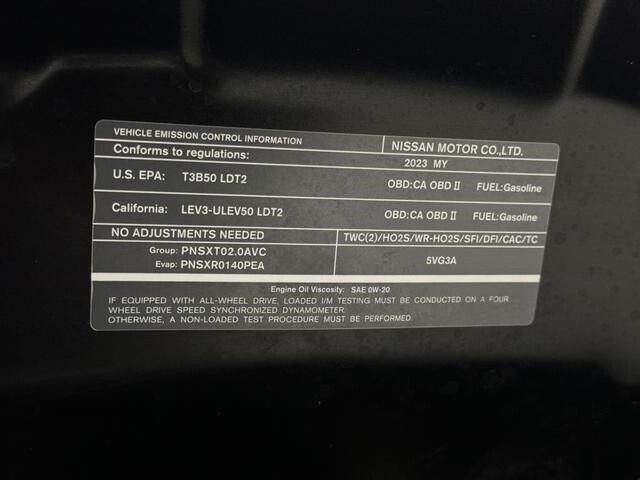 VEHICLE EMISSION CONTROL INFORMATION NISSAN MOTOR CO.,LTD.
Conforms to regulations: 2023 MY
U.S. EPA: T3B50 LDT2 OBD:CA OBD II FUEL:Gasoline
California: LEV3-ULEV50 LDT2 OBD:CA OBD II FUEL:Gasoline
NO ADJUSTMENTS NEEDED TWC(2)/HO2S/WR-HO2S/SFI/DFI/CAC/TC
Group: PNSXT02.0AVC 5VG3A
Evap: PNSXR0140PEA
Engine Oil Viscosity: SAE 0W-20
IF EQUIPPED WITH ALL-WHEEL DRIVE, LOADED I/M TESTING MUST BE CONDUCTED ON A FOUR
WHEEL DRIVE SPEED SYNCHRONIZED DYNAMOMETER.
OTHERWISE, A NON-LOADED TEST PROCEDURE MUST BE PERFORMED.